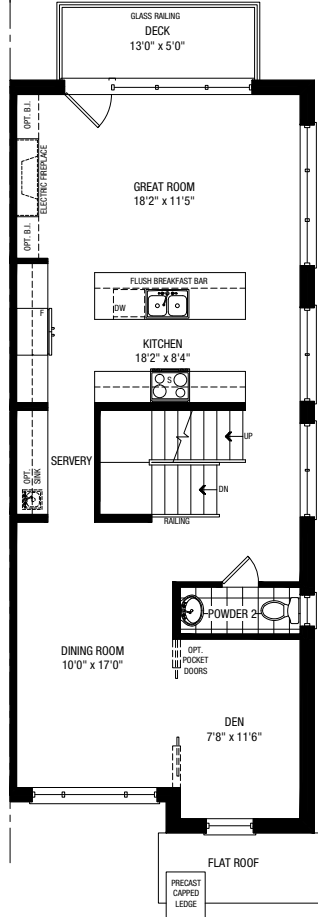 GLASS RAILING
DECK
13'0" x 5'0"
OPT. B.I.
ELECTRIC FIREPLACE
OPT. B.I.
GREAT ROOM
18'2" x 11'5"
FLUSH BREAKFAST BAR
DW
F
KITCHEN
18'2" x 8'4"
S
SERVERY
UP
OPT.
SINK
DN
RAILING
POWDER 2
DINING ROOM
10'0" x 17'0"
OPT.
POCKET
DOORS
DEN
7'8" x 11'6"
FLAT ROOF
PRECAST
CAPPED
LEDGE